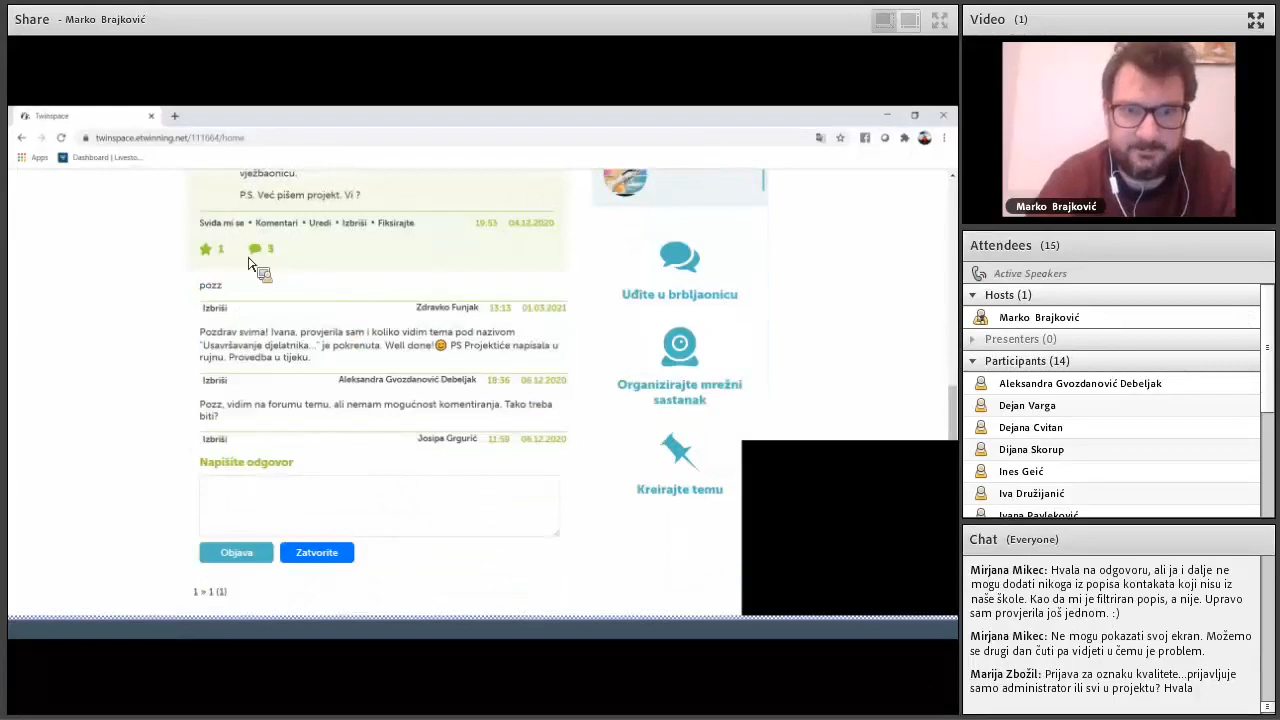 Share - Marko Brajković
Twinspace
twinspace.etwinning.net/111664/home
Apps
Dashboard | Livesto...
vježbaonicu.
P.S. Već pišem projekt. Vi ?
Sviđa mi se • Komentari • Uredi • Izbriši • Fiksirajte
19:53 04.12.2020
1 3
pozz
Izbriši Zdravko Funjak 13:13 01.03.2021
Pozdrav svima! Ivana, provjerila sam i koliko vidim tema pod nazivom
"Usavršavanje djelatnika..." je pokrenuta. Well done!😊 PS Projektiće napisala u
rujnu. Provedba u tijeku.
Izbriši Aleksandra Gvozdanović Debeljak 18:36 06.12.2020
Pozz, vidim na forumu temu, ali nemam mogućnost komentiranja. Tako treba
biti?
Izbriši Josipa Grgurić 11:59 06.12.2020
Napišite odgovor
Objava Zatvorite
1 » 1 (1)
Uđite u brbljaonicu
Organizirajte mrežni
sastanak
Kreirajte temu
Video (1)
Marko Brajković
Attendees (15)
Active Speakers
Hosts (1)
Marko Brajković
Presenters (0)
Participants (14)
Aleksandra Gvozdanović Debeljak
Dejan Varga
Dejana Cvitan
Dijana Skorup
Ines Geić
Iva Družijanić
Ivana Pavleković
Chat (Everyone)
Mirjana Mikec: Hvala na odgovoru, ali ja i dalje ne
mogu dodati nikoga iz popisa kontakata koji nisu iz
naše škole. Kao da mi je filtriran popis, a nije. Upravo
sam provjerila još jednom. :)
Mirjana Mikec: Ne mogu pokazati svoj ekran. Možemo
se drugi dan čuti pa vidjeti u čemu je problem.
Marija Zbožil: Prijava za oznaku kvalitete...prijavljuje
samo administrator ili svi u projektu? Hvala